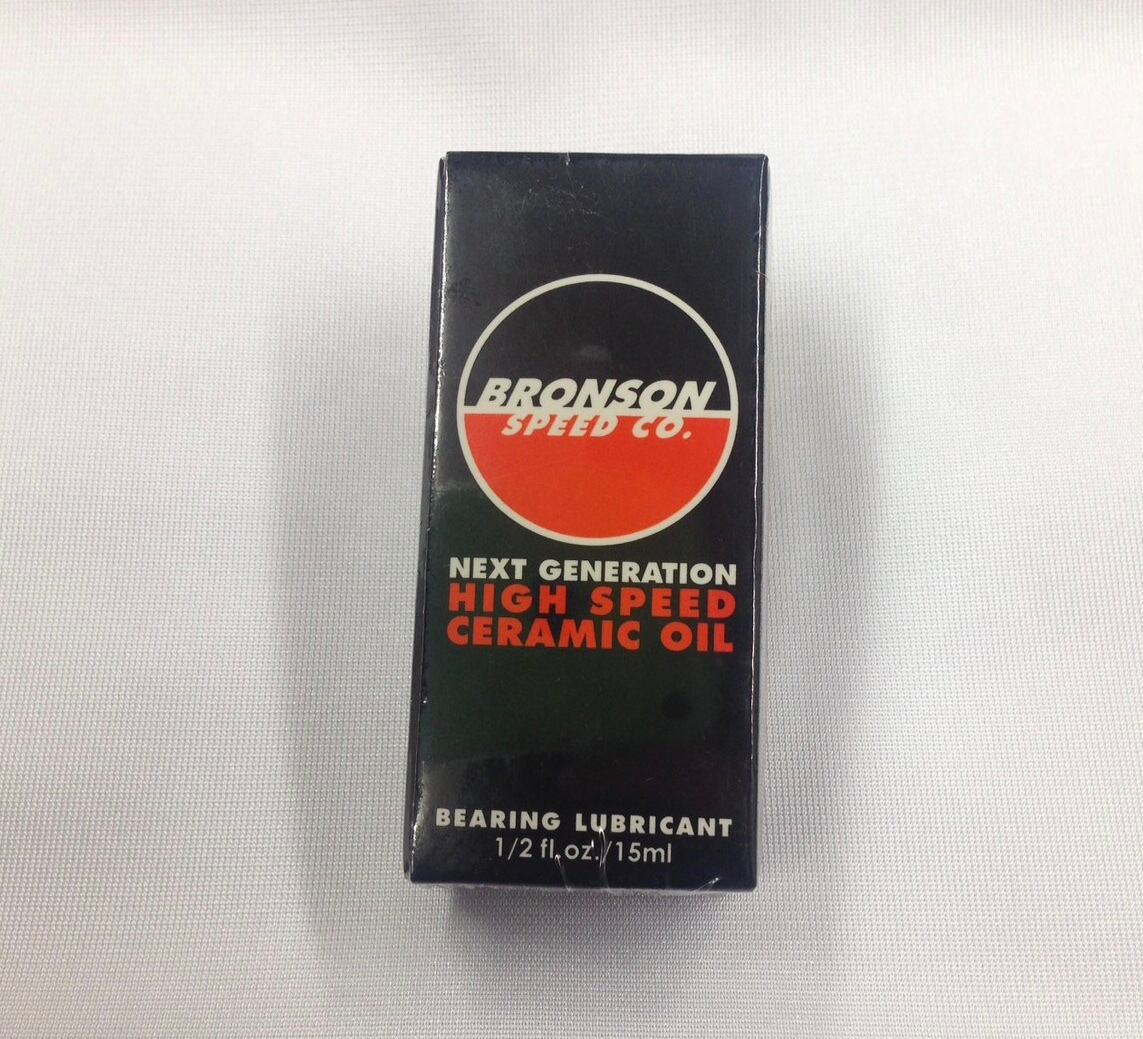 BRONSON
SPEED CO.
NEXT GENERATION
HIGH SPEED
CERAMIC OIL
BEARING LUBRICANT
1/2 fl.oz./15ml